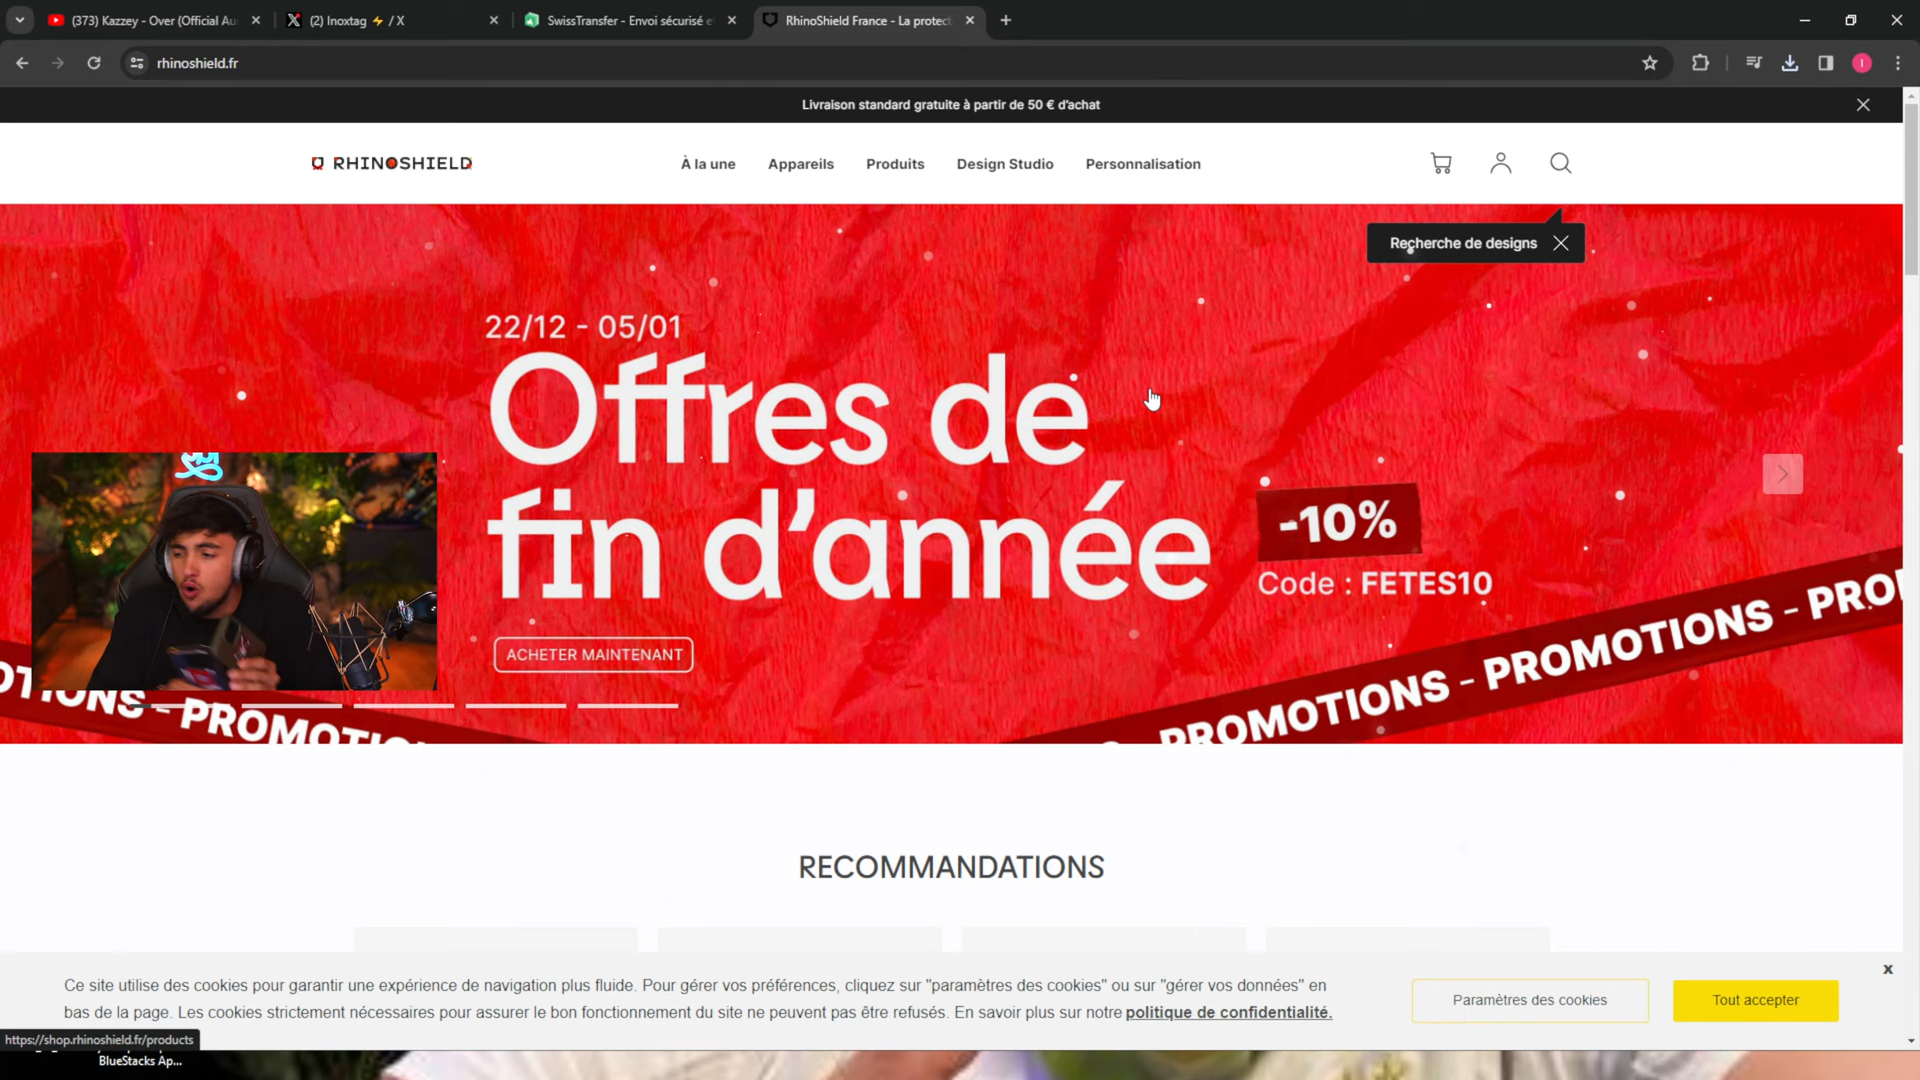 (373) Kazzey - Over (Official Au
(2) Inoxtag ⚡ / X
SwissTransfer - Envoi sécurisé e
RhinoShield France - La protect
rhinoshield.fr
I
Livraison standard gratuite à partir de 50 € d'achat
RHINOSHIELD
À la une
Appareils
Produits
Design Studio
Personnalisation
Recherche de designs
22/12 - 05/01
Offres de
fin d'année
-10%
Code : FETES10
ACHETER MAINTENANT
PROMOTIONS - PROMOTIONS - PRO
OTIONS - PROMOTIO
RECOMMANDATIONS
Ce site utilise des cookies pour garantir une expérience de navigation plus fluide. Pour gérer vos préférences, cliquez sur "paramètres des cookies" ou sur "gérer vos données" en
bas de la page. Les cookies strictement nécessaires pour assurer le bon fonctionnement du site ne peuvent pas être refusés. En savoir plus sur notre politique de confidentialité.
Paramètres des cookies
Tout accepter
x
https://shop.rhinoshield.fr/products
BlueStacks Ap...